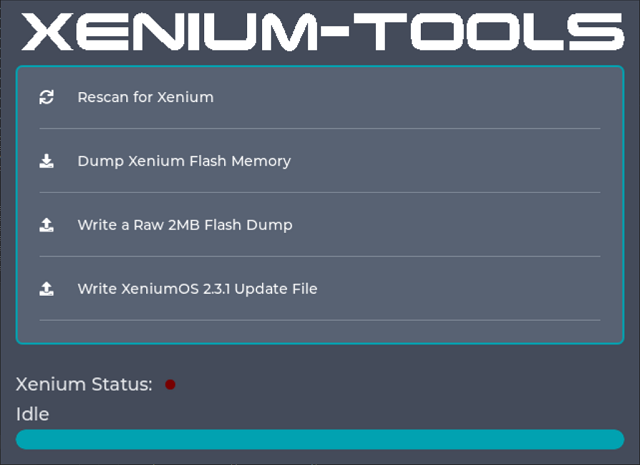 XENIUM-TOOLS
Rescan for Xenium
Dump Xenium Flash Memory
Write a Raw 2MB Flash Dump
Write XeniumOS 2.3.1 Update File
Xenium Status:
Idle